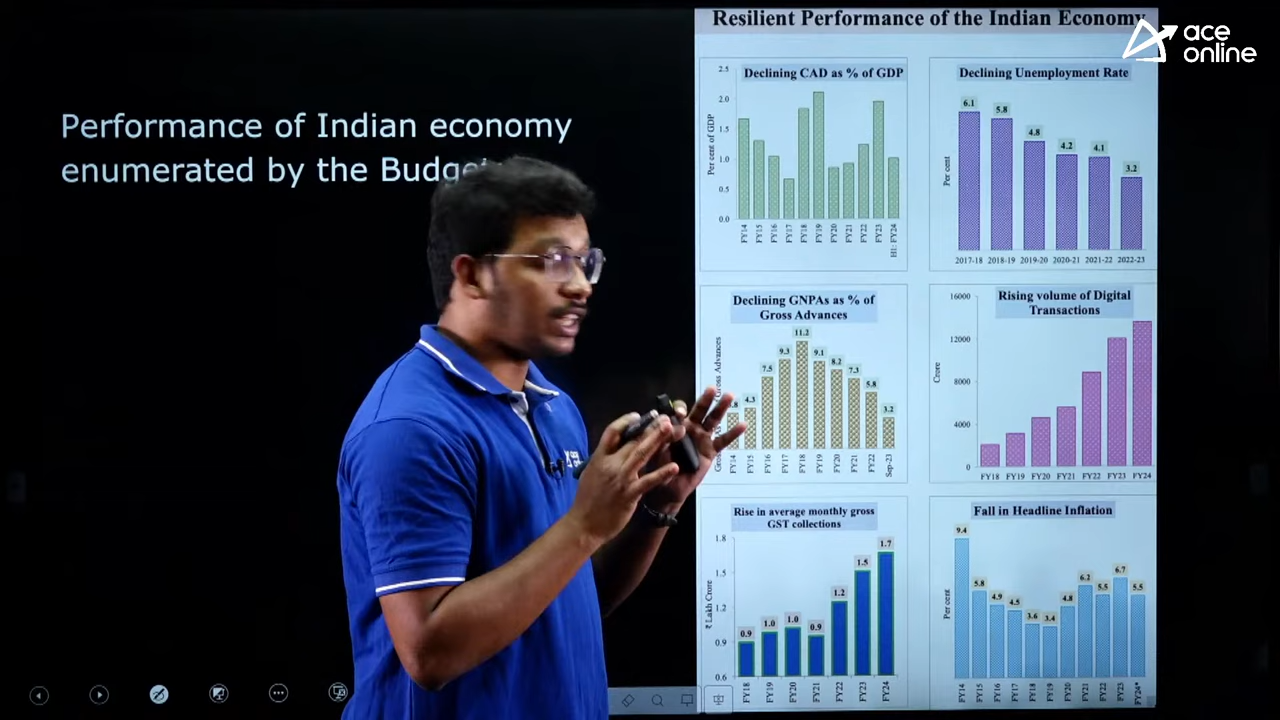 Resilient Performance of the Indian Economy
ace
online
Performance of Indian economy
enumerated by the Budget
Declining CAD as % of GDP
Per cent of GDP
2.5
2.0
1.5
1.0
0.5
0.0
FY14
FY15
FY16
FY17
FY18
FY19
FY20
FY21
FY22
FY23
H1: FY24
Declining Unemployment Rate
Per cent
6.1
5.8
4.8
4.2
4.1
3.2
2017-18
2018-19
2019-20
2020-21
2021-22
2022-23
Declining GNPAs as % of
Gross Advances
Gross Advances
4.3
7.5
9.3
11.2
9.1
8.2
7.3
5.8
3.2
FY14
FY15
FY16
FY17
FY18
FY19
FY20
FY21
FY22
Sep-23
Rising volume of Digital
Transactions
Crore
16000
12000
8000
4000
0
FY18
FY19
FY20
FY21
FY22
FY23
FY24
Rise in average monthly gross
GST collections
₹ Lakh Crore
1.8
1.5
1.2
0.9
0.6
0.9
1.0
1.0
0.9
1.2
1.5
1.7
FY18
FY19
FY20
FY21
FY22
FY23
FY24
Fall in Headline Inflation
Per cent
9.4
5.8
4.9
4.5
3.6
3.4
4.8
6.2
5.5
6.7
5.5
FY14
FY15
FY16
FY17
FY18
FY19
FY20
FY21
FY22
FY23
FY24*